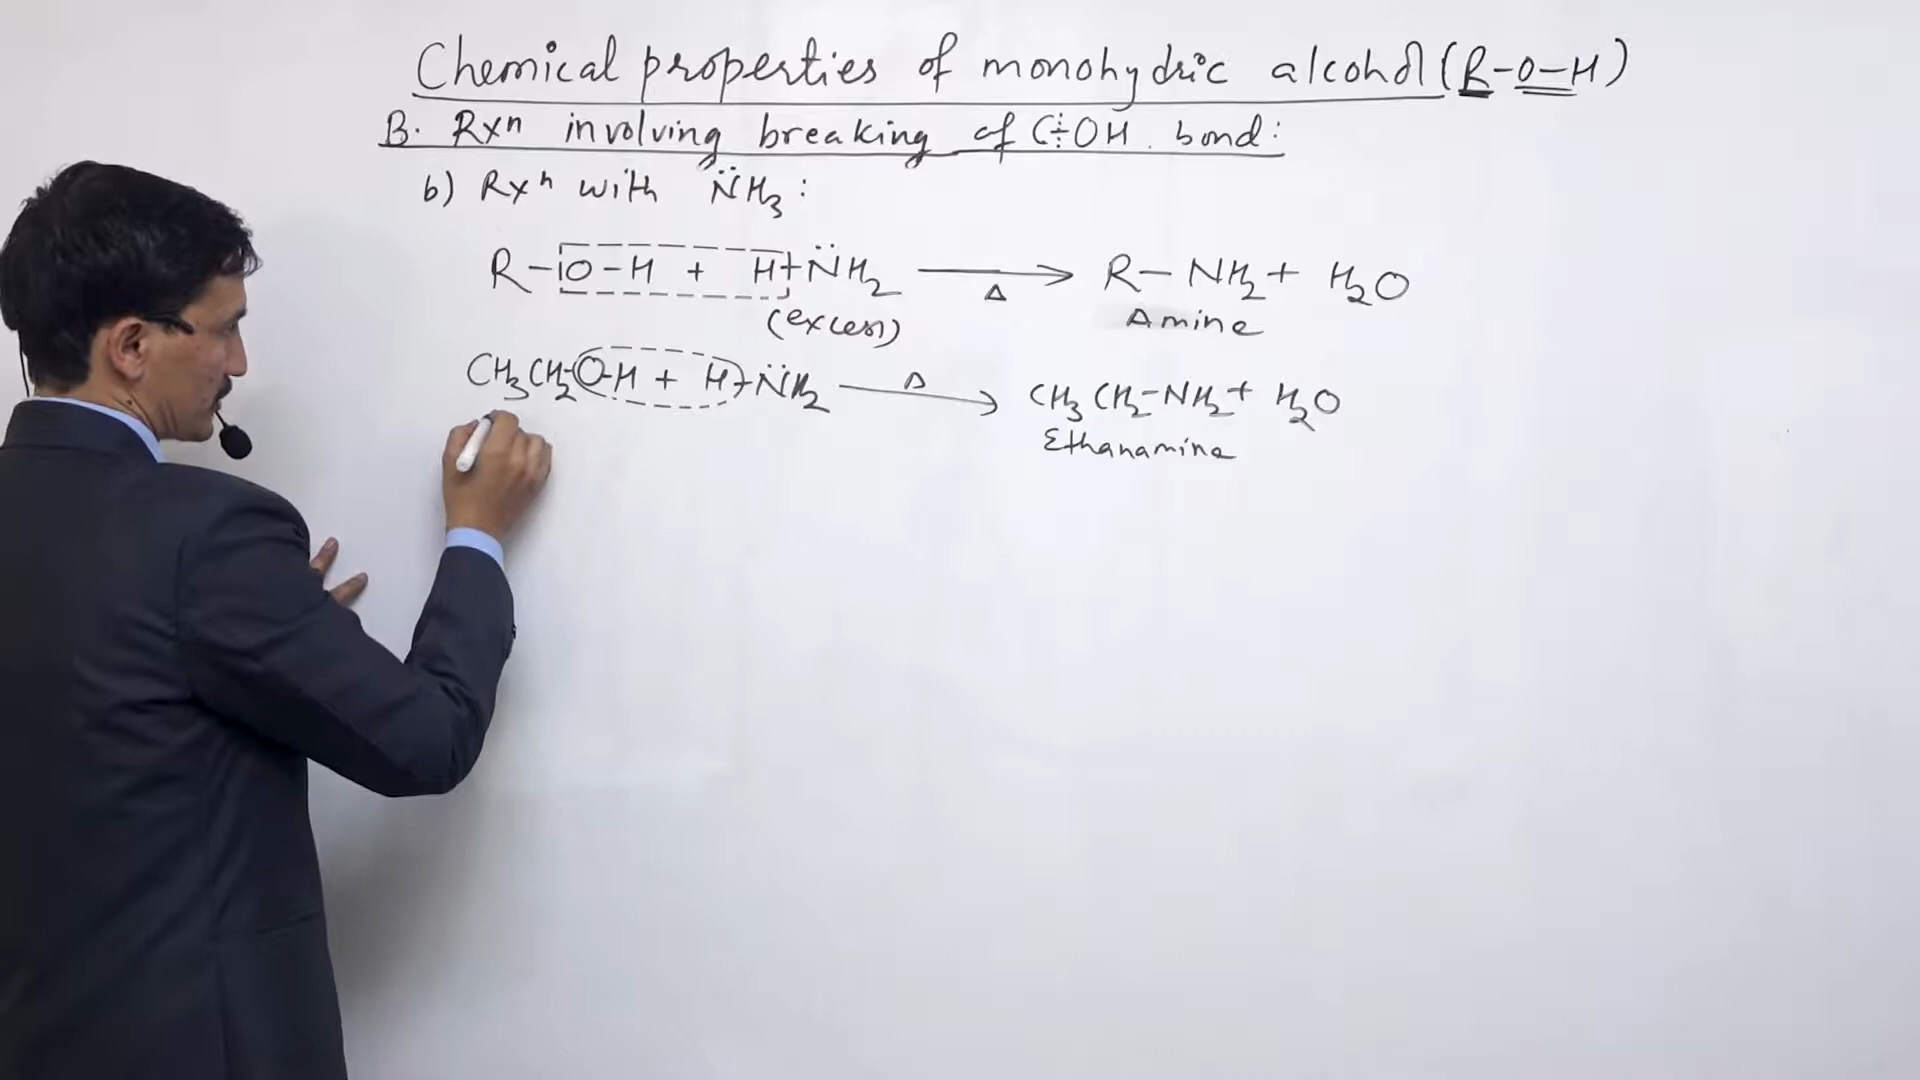 Chemical properties of monohydric alcohol (R-O-H)
B. Rxⁿ involving breaking of C÷OH bond:
b) Rxⁿ with N̈H₃:
R-O-H + H+N̈H₂ ⟶ Δ R-NH₂ + H₂O
(excess) Amine
CH₃CH₂-O-H + H+N̈H₂ ⟶ Δ CH₃CH₂-NH₂ + H₂O
Ethanamine